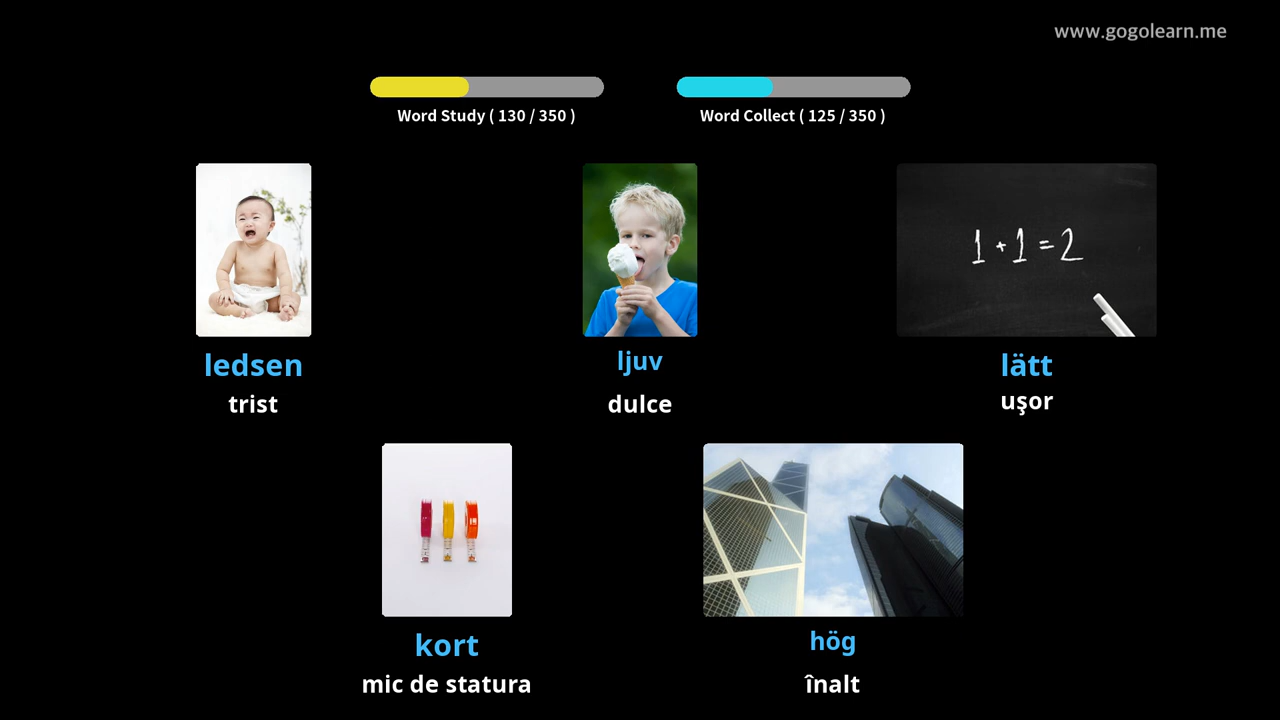 www.gogolearn.me
Word Study ( 130 / 350 )
Word Collect ( 125 / 350 )
1 + 1 = 2
ledsen
ljuv
lätt
trist
dulce
uşor
kort
hög
mic de statura
înalt